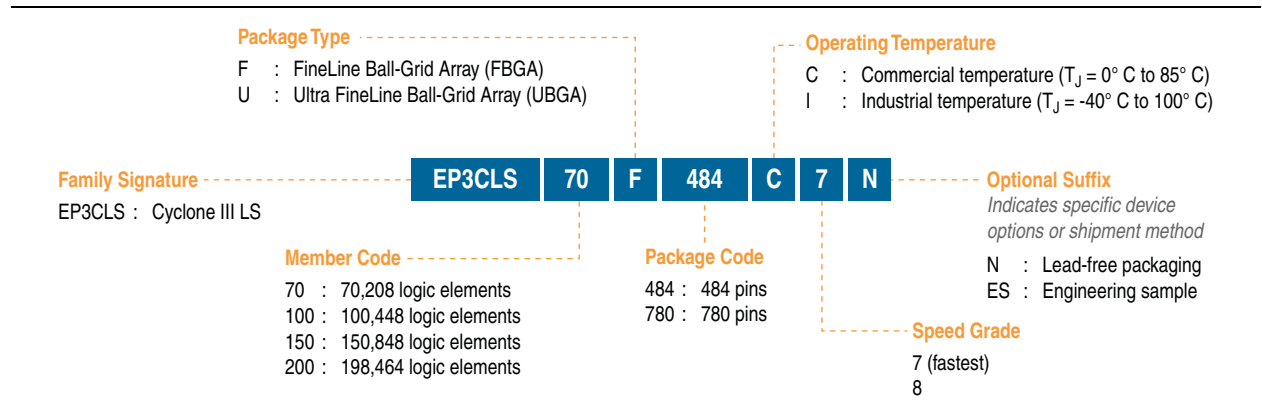 Package Type
F : FineLine Ball-Grid Array (FBGA)
U : Ultra FineLine Ball-Grid Array (UBGA)
Operating Temperature
C : Commercial temperature (TJ = 0° C to 85° C)
I : Industrial temperature (TJ = -40° C to 100° C)
EP3CLS 70 F 484 C 7 N
Family Signature
EP3CLS : Cyclone III LS
Optional Suffix
Indicates specific device
options or shipment method
N : Lead-free packaging
ES : Engineering sample
Member Code
70 : 70,208 logic elements
100 : 100,448 logic elements
150 : 150,848 logic elements
200 : 198,464 logic elements
Package Code
484 : 484 pins
780 : 780 pins
Speed Grade
7 (fastest)
8